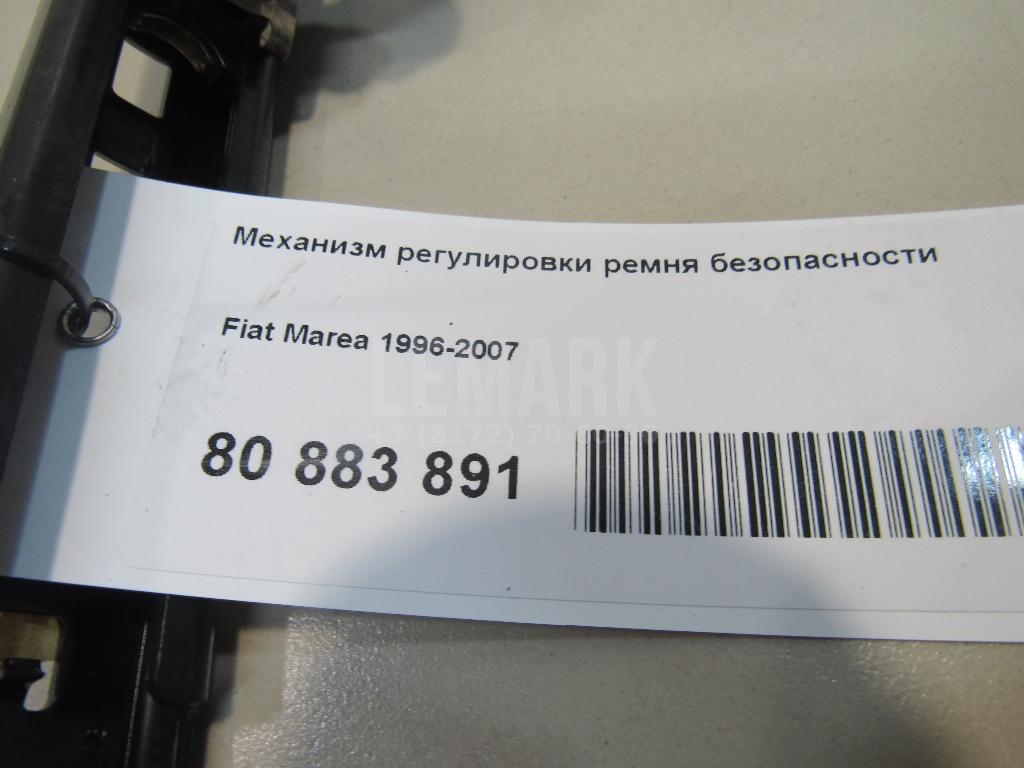 Механизм регулировки ремня безопасности
Fiat Marea 1996-2007
LEMARK
80 883 891